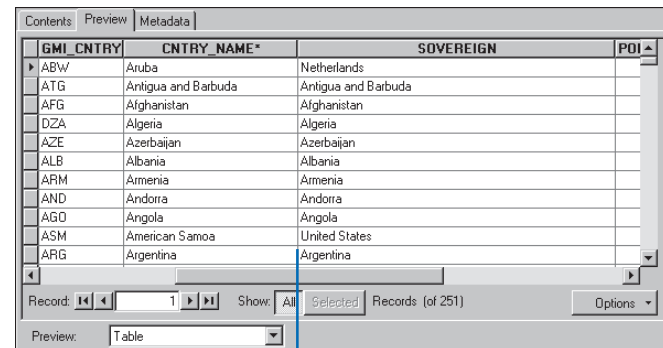 Contents Preview Metadata
GMI_CNTRY CNTRY_NAME* SOVEREIGN
ABW Aruba Netherlands
ATG Antigua and Barbuda Antigua and Barbuda
AFG Afghanistan Afghanistan
DZA Algeria Algeria
AZE Azerbaijan Azerbaijan
ALB Albania Albania
ARM Armenia Armenia
AND Andorra Andorra
AGO Angola Angola
ASM American Samoa United States
ARG Argentina Argentina
Record: 1 Show: All Selected Records (of 251) Options
Preview: Table